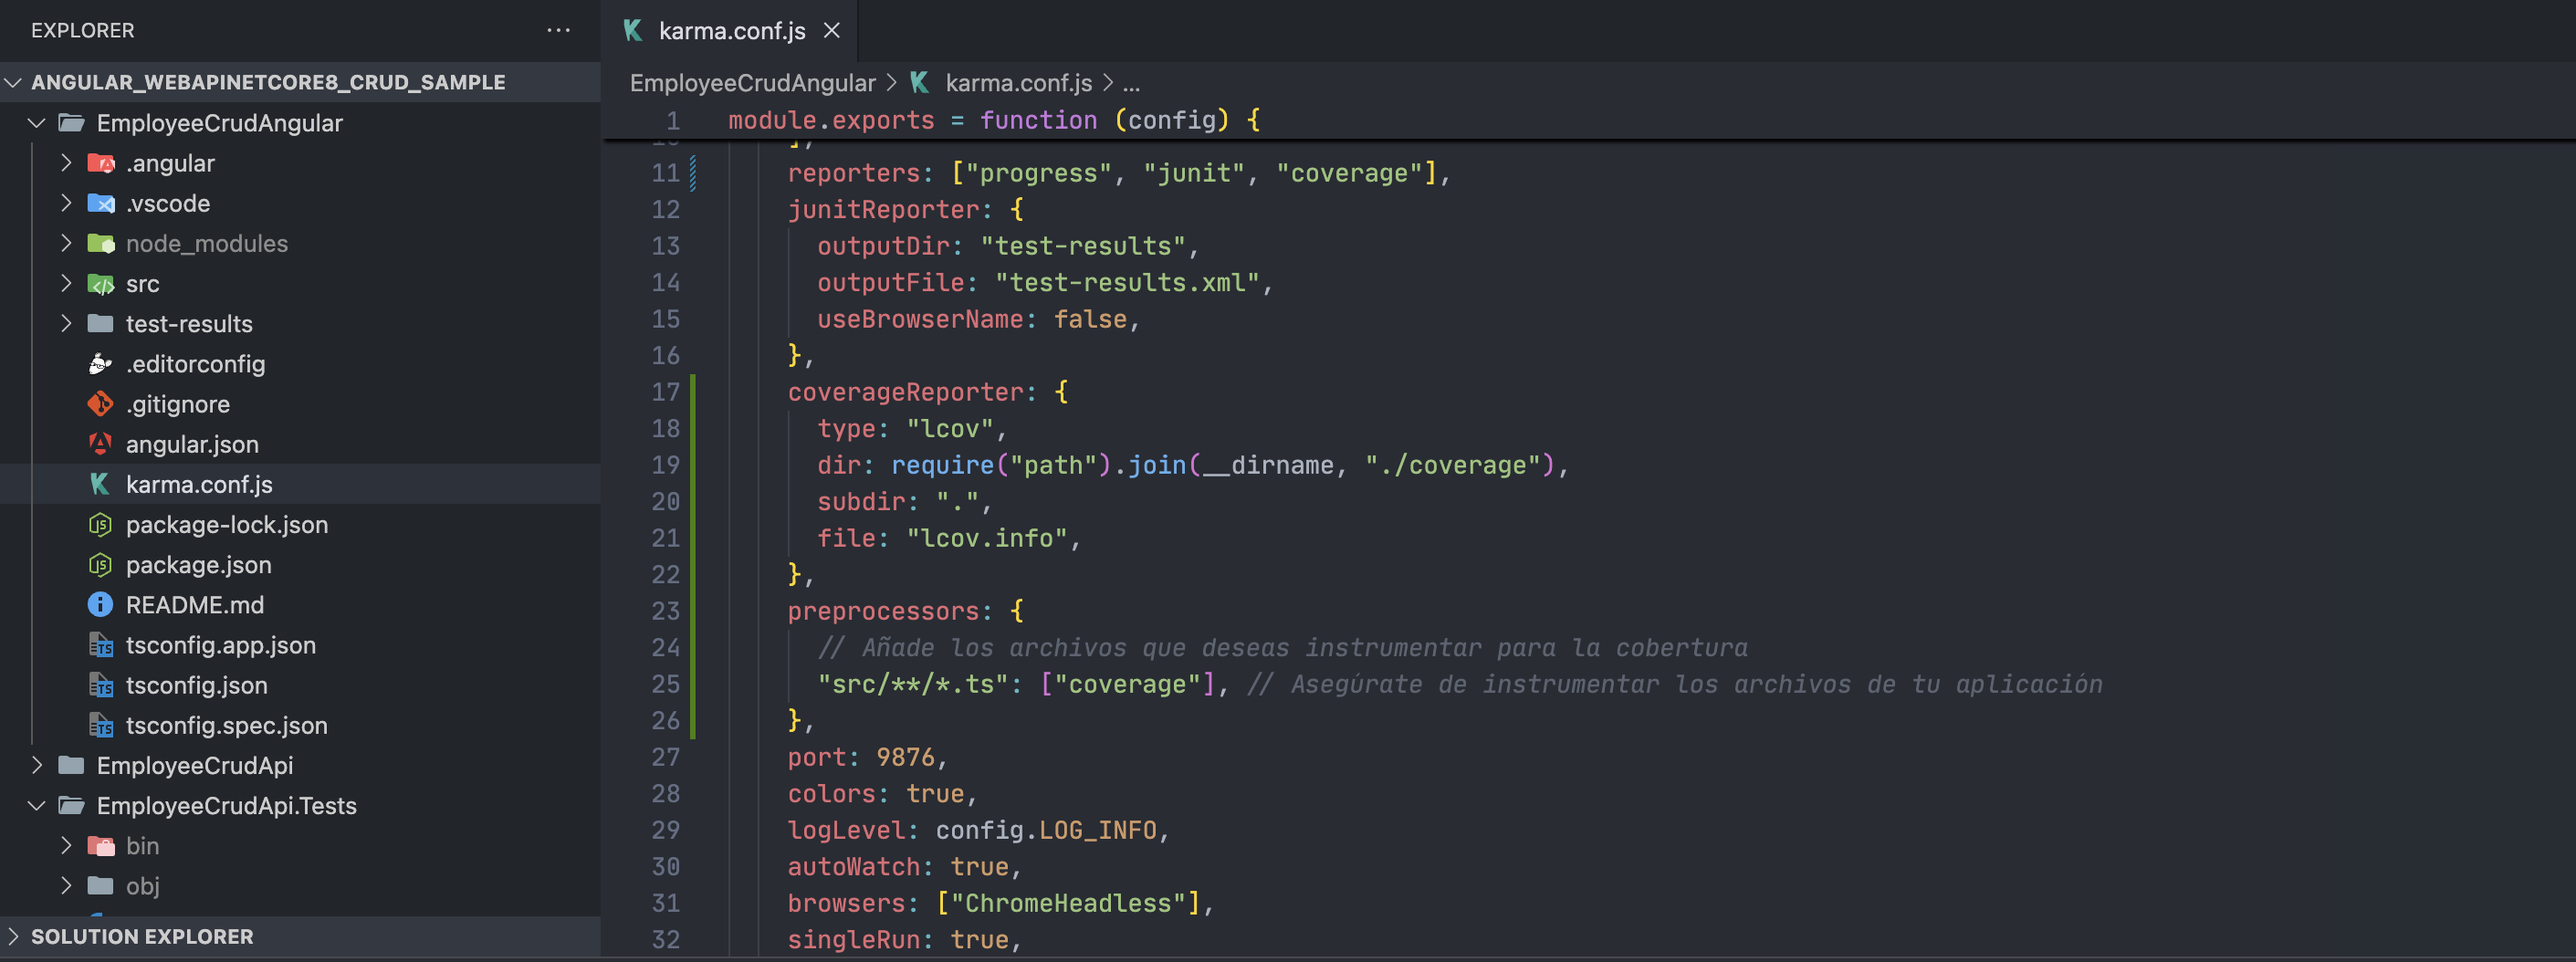 EXPLORER
ANGULAR_WEBAPINETCORE8_CRUD_SAMPLE
EmployeeCrudAngular
.angular
.vscode
node_modules
src
test-results
.editorconfig
.gitignore
angular.json
karma.conf.js
package-lock.json
package.json
README.md
tsconfig.app.json
tsconfig.json
tsconfig.spec.json
EmployeeCrudApi
EmployeeCrudApi.Tests
bin
obj
SOLUTION EXPLORER
karma.conf.js
EmployeeCrudAngular > karma.conf.js > ...
1 module.exports = function (config) {
11 reporters: ["progress", "junit", "coverage"],
12 junitReporter: {
13 outputDir: "test-results",
14 outputFile: "test-results.xml",
15 useBrowserName: false,
16 },
17 coverageReporter: {
18 type: "lcov",
19 dir: require("path").join(__dirname, "./coverage"),
20 subdir: ".",
21 file: "lcov.info",
22 },
23 preprocessors: {
24 // Añade los archivos que deseas instrumentar para la cobertura
25 "src/**/*.ts": ["coverage"], // Asegúrate de instrumentar los archivos de tu aplicación
26 },
27 port: 9876,
28 colors: true,
29 logLevel: config.LOG_INFO,
30 autoWatch: true,
31 browsers: ["ChromeHeadless"],
32 singleRun: true,